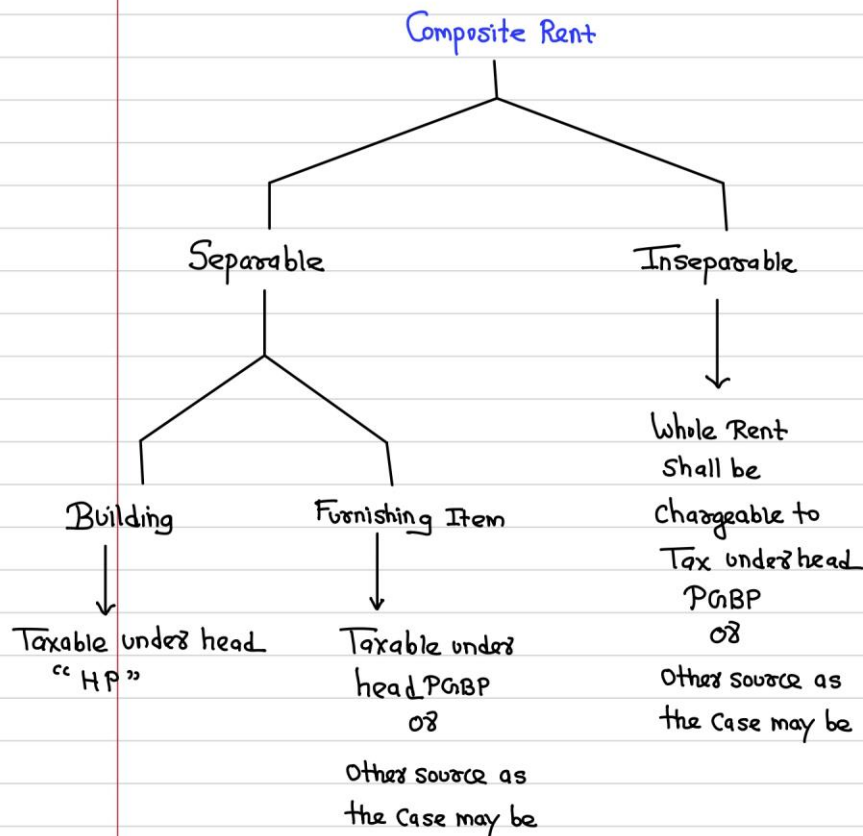 Composite Rent
Separable
Inseparable
Building
Furnishing Item
Taxable under head
"HP"
Taxable under
head PGBP
or
Other source as
the case may be
Whole Rent
shall be
Chargeable to
Tax under head
PGBP
or
Other source as
the case may be